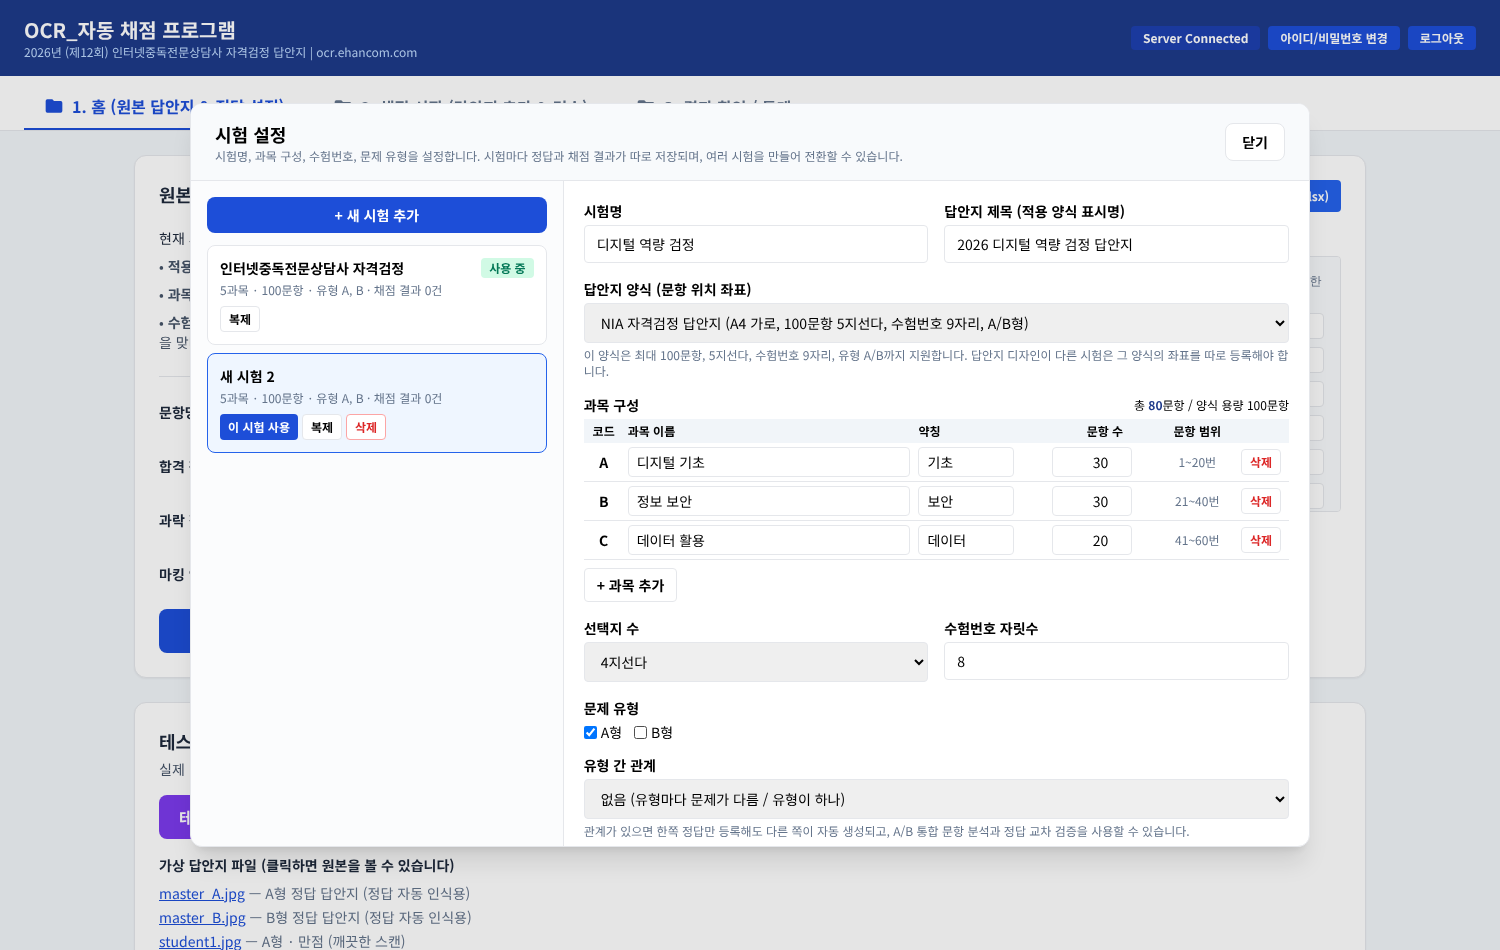 OCR_자동 채점 프로그램
2026년 (제12회) 인터넷중독전문상담사 자격검정 답안지 | ocr.ehancom.com
Server Connected
아이디/비밀번호 변경
로그아웃
1. 홈 (원본 답안지
시험 설정
시험명, 과목 구성, 수험번호, 문제 유형을 설정합니다. 시험마다 정답과 채점 결과가 따로 저장되며, 여러 시험을 만들어 전환할 수 있습니다.
닫기
+ 새 시험 추가
인터넷중독전문상담사 자격검정
사용 중
5과목 · 100문항 · 유형 A, B · 채점 결과 0건
복제
새 시험 2
5과목 · 100문항 · 유형 A, B · 채점 결과 0건
이 시험 사용
복제
삭제
시험명
답안지 제목 (적용 양식 표시명)
디지털 역량 검정
2026 디지털 역량 검정 답안지
답안지 양식 (문항 위치 좌표)
NIA 자격검정 답안지 (A4 가로, 100문항 5지선다, 수험번호 9자리, A/B형)
이 양식은 최대 100문항, 5지선다, 수험번호 9자리, 유형 A/B까지 지원합니다. 답안지 디자인이 다른 시험은 그 양식의 좌표를 따로 등록해야 합
니다.
과목 구성
총 80문항 / 양식 용량 100문항
코드 과목 이름 약칭 문항 수 문항 범위
A 디지털 기초 기초 30 1~20번 삭제
B 정보 보안 보안 30 21~40번 삭제
C 데이터 활용 데이터 20 41~60번 삭제
+ 과목 추가
선택지 수
수험번호 자릿수
4지선다
8
문제 유형
A형 B형
유형 간 관계
없음 (유형마다 문제가 다름 / 유형이 하나)
관계가 있으면 한쪽 정답만 등록해도 다른 쪽이 자동 생성되고, A/B 통합 문항 분석과 정답 교차 검증을 사용할 수 있습니다.
원본
현재
• 적용
• 과목
• 수험
을 맞
합격
과락
마킹
lsx)
한
실제
가상 답안지 파일 (클릭하면 원본을 볼 수 있습니다)
master_A.jpg — A형 정답 답안지 (정답 자동 인식용)
master_B.jpg — B형 정답 답안지 (정답 자동 인식용)
student1.jpg — A형 · 만점 (깨끗한 스캔)